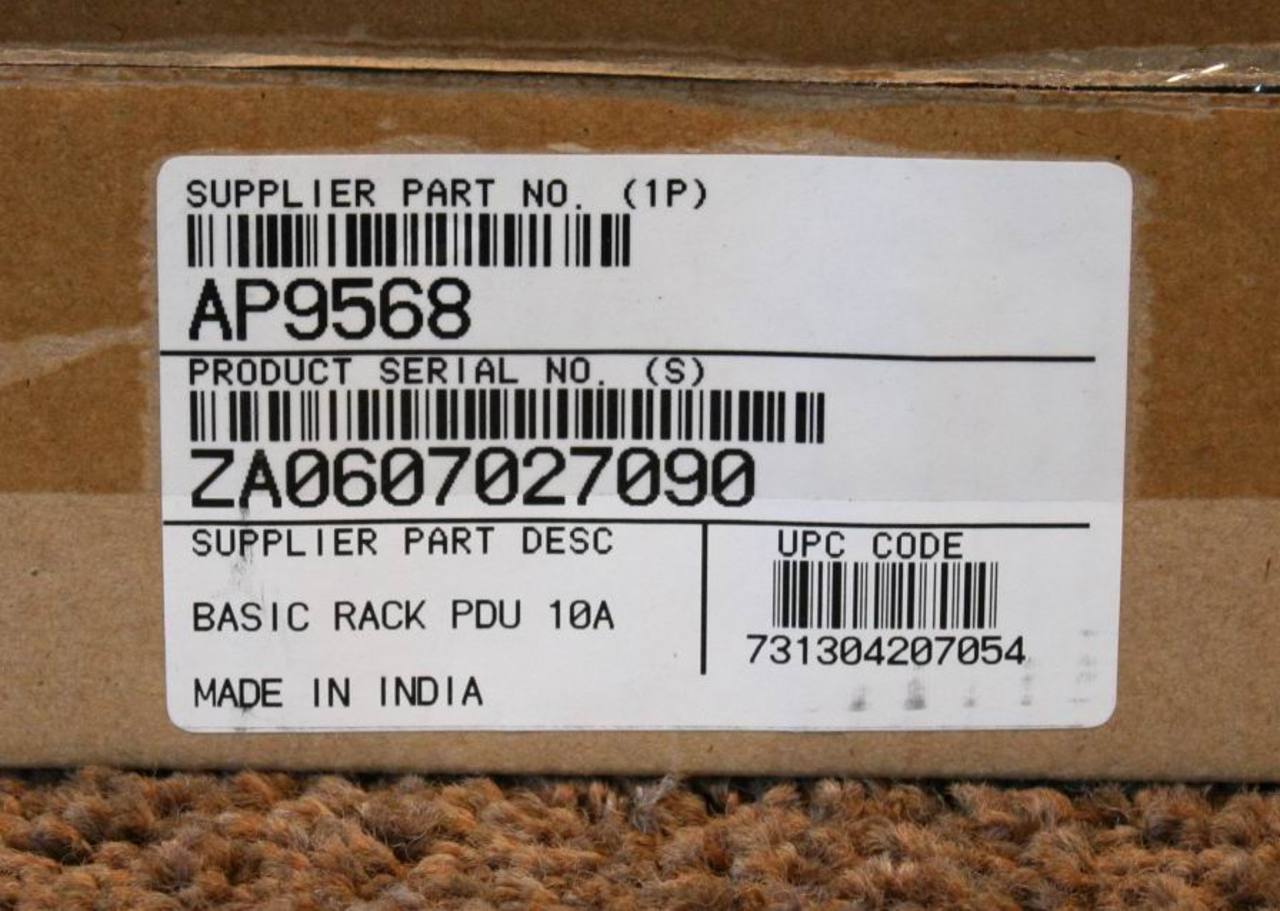 SUPPLIER PART NO. (1P)
AP9568
PRODUCT SERIAL NO. (S)
ZA0607027090
SUPPLIER PART DESC
UPC CODE
BASIC RACK PDU 10A
731304207054
MADE IN INDIA